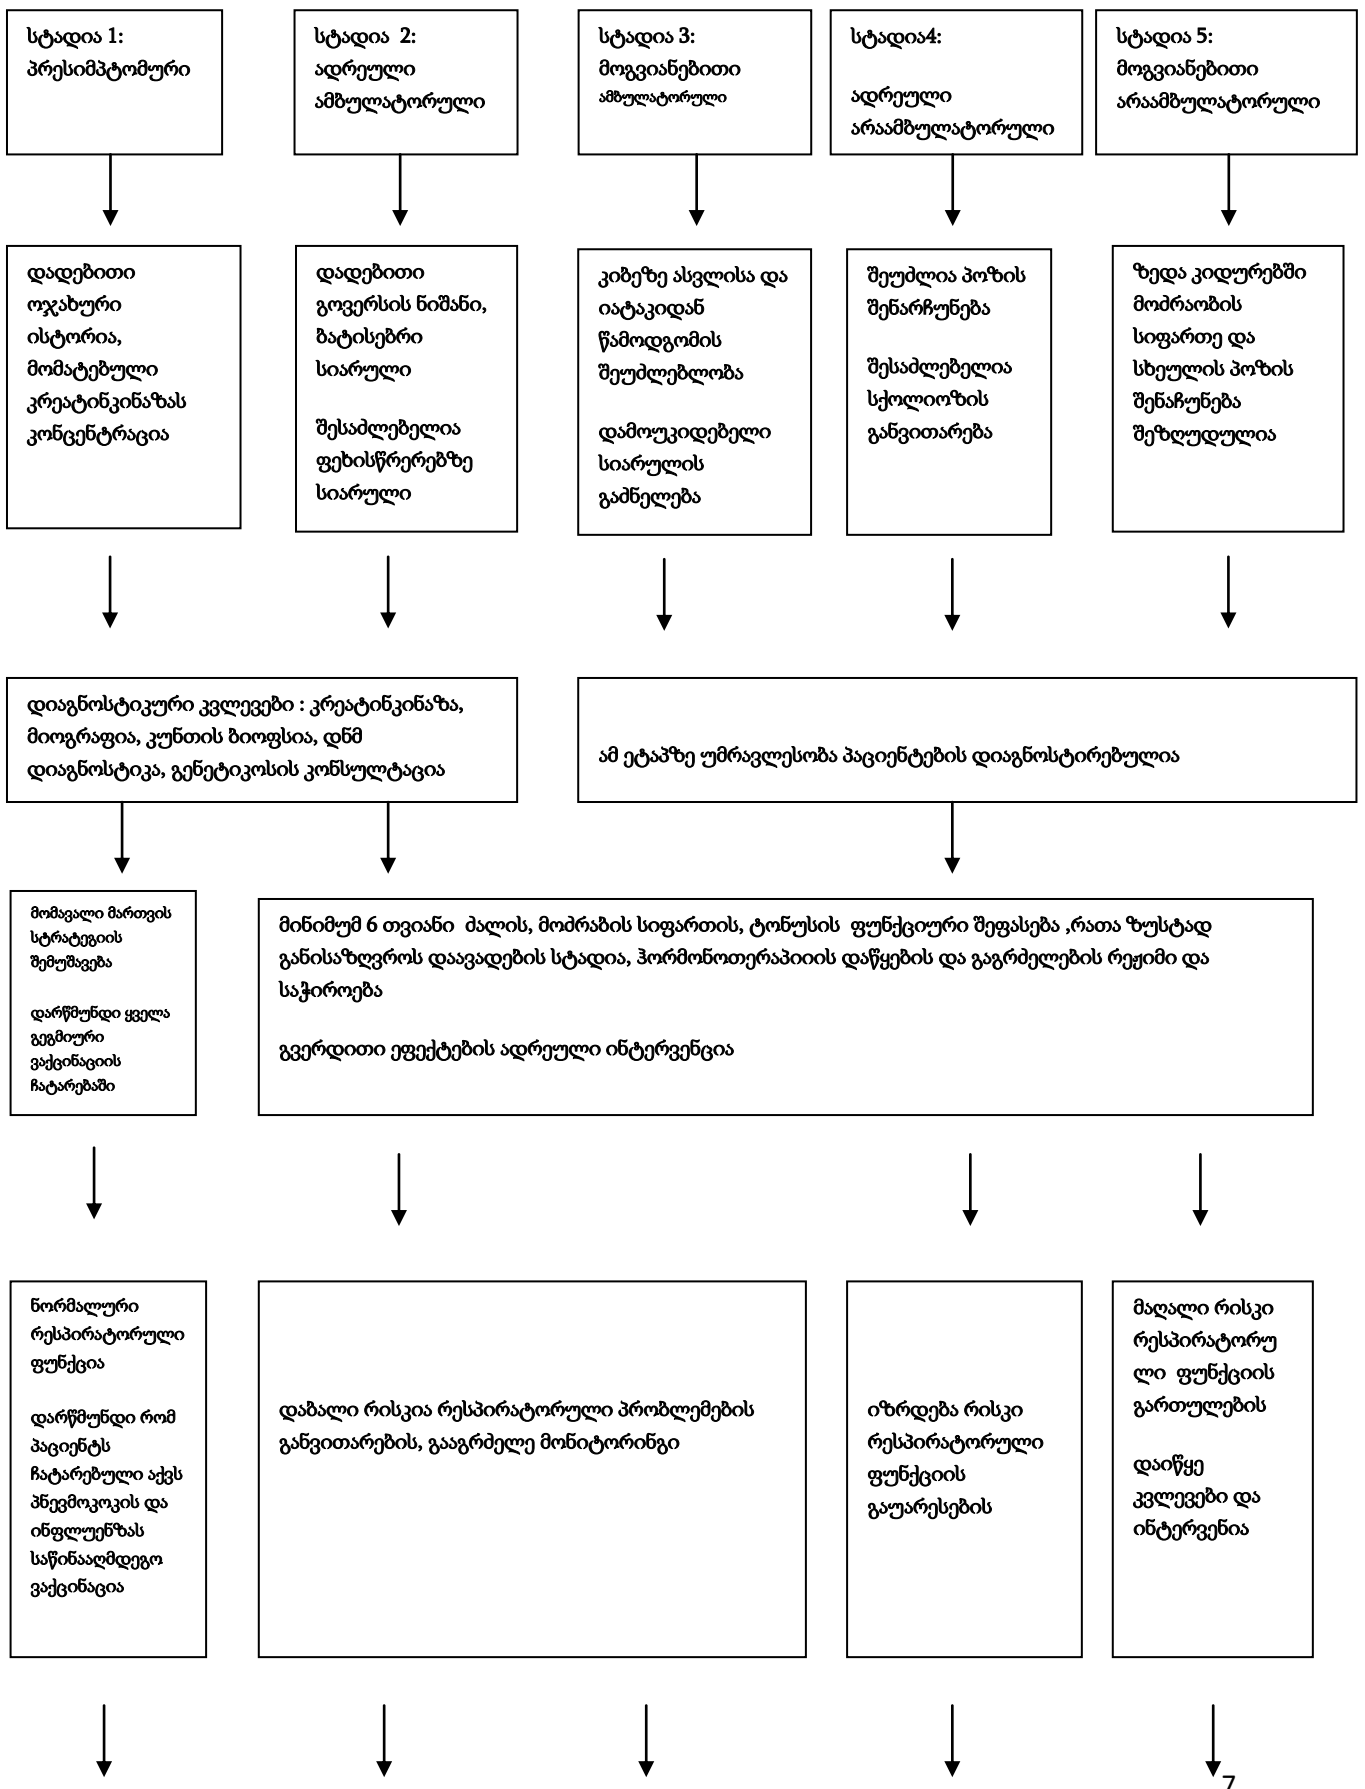 სტადია 1:
პრესიმპტომური
სტადია  2:
ადრეული
ამბულატორული
სტადია 3:
მოგვიანებითი
ამბულატორული
სტადია4:
ადრეული
არაამბულატორული
სტადია 5:
მოგვიანებითი
არაამბულატორული
დადებითი
ოჯახური
ისტორია,
მომატებული
კრეატინკინაზას
კონცენტრაცია
დადებითი
გოვერსის ნიშანი,
ბატისებრი
სიარული
შესაძლებელია
ფეხისწრერებზე
სიარული
კიბეზე ასვლისა და
იატაკიდან
წამოდგომის
შეუძლებლობა
დამოუკიდებელი
სიარულის
გაძნელება
შეუძლია პოზის
შენარჩუნება
შესაძლებელია
სქოლიოზის
განვითარება
ზედა კიდურებში
მოძრაობის
სიფართე და
სხეულის პოზის
შენაჩუნება
შეზღუდულია
დიაგნოსტიკური კვლევები : კრეატინკინაზა,
მიოგრაფია, კუნთის ბიოფსია, დნმ
დიაგნოსტიკა, გენეტიკოსის კონსულტაცია
ამ ეტაპზე უმრავლესობა პაციენტების დიაგნოსტირებულია
მომავალი მართვის
სტრატეგიის
შემუშავება
დარწმუნდი ყველა
გეგმიური
ვაქცინაციის
ჩატარებაში
მინიმუმ 6 თვიანი  ძალის, მოძრაბის სიფართის, ტონუსის  ფუნქციური შეფასება ,რათა ზუსტად
განისაზღვროს დაავადების სტადია, ჰორმონოთერაპიიის დაწყების და გაგრძელების რეჟიმი და
საჭიროება
გვერდითი ეფექტების ადრეული ინტერვენცია
ნორმალური
რესპირატორული
ფუნქცია
დარწმუნდი რომ
პაციენტს
ჩატარებული აქვს
პნევმოკოკის და
ინფლუენზას
საწინააღმდეგო
ვაქცინაცია
დაბალი რისკია რესპირატორული პრობლემების
განვითარების, გააგრძელე მონიტორინგი
იზრდება რისკი
რესპირატორული
ფუნქციის
გაუარესების
მაღალი რისკი
რესპირატორუ
ლი  ფუნქციის
გართულების
დაიწყე
კვლევები და
ინტერვენია
7